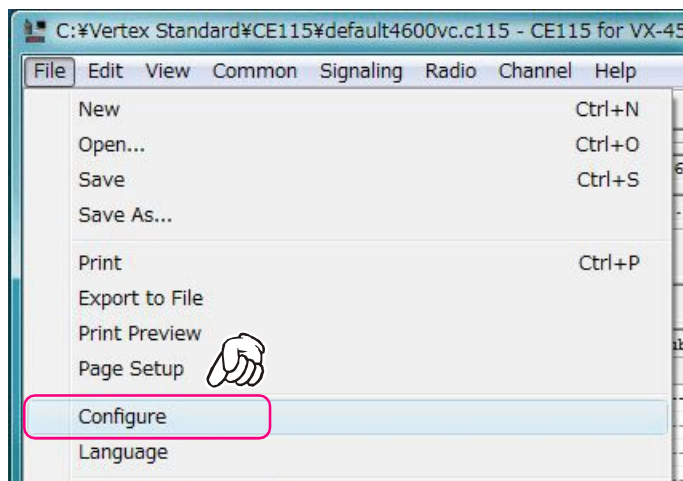 C:¥Vertex Standard¥CE115¥default4600vc.c115 - CE115 for VX-45
File Edit View Common Signaling Radio Channel Help
New Ctrl+N
Open... Ctrl+O
Save Ctrl+S
Save As...
Print Ctrl+P
Export to File
Print Preview
Page Setup
Configure
Language